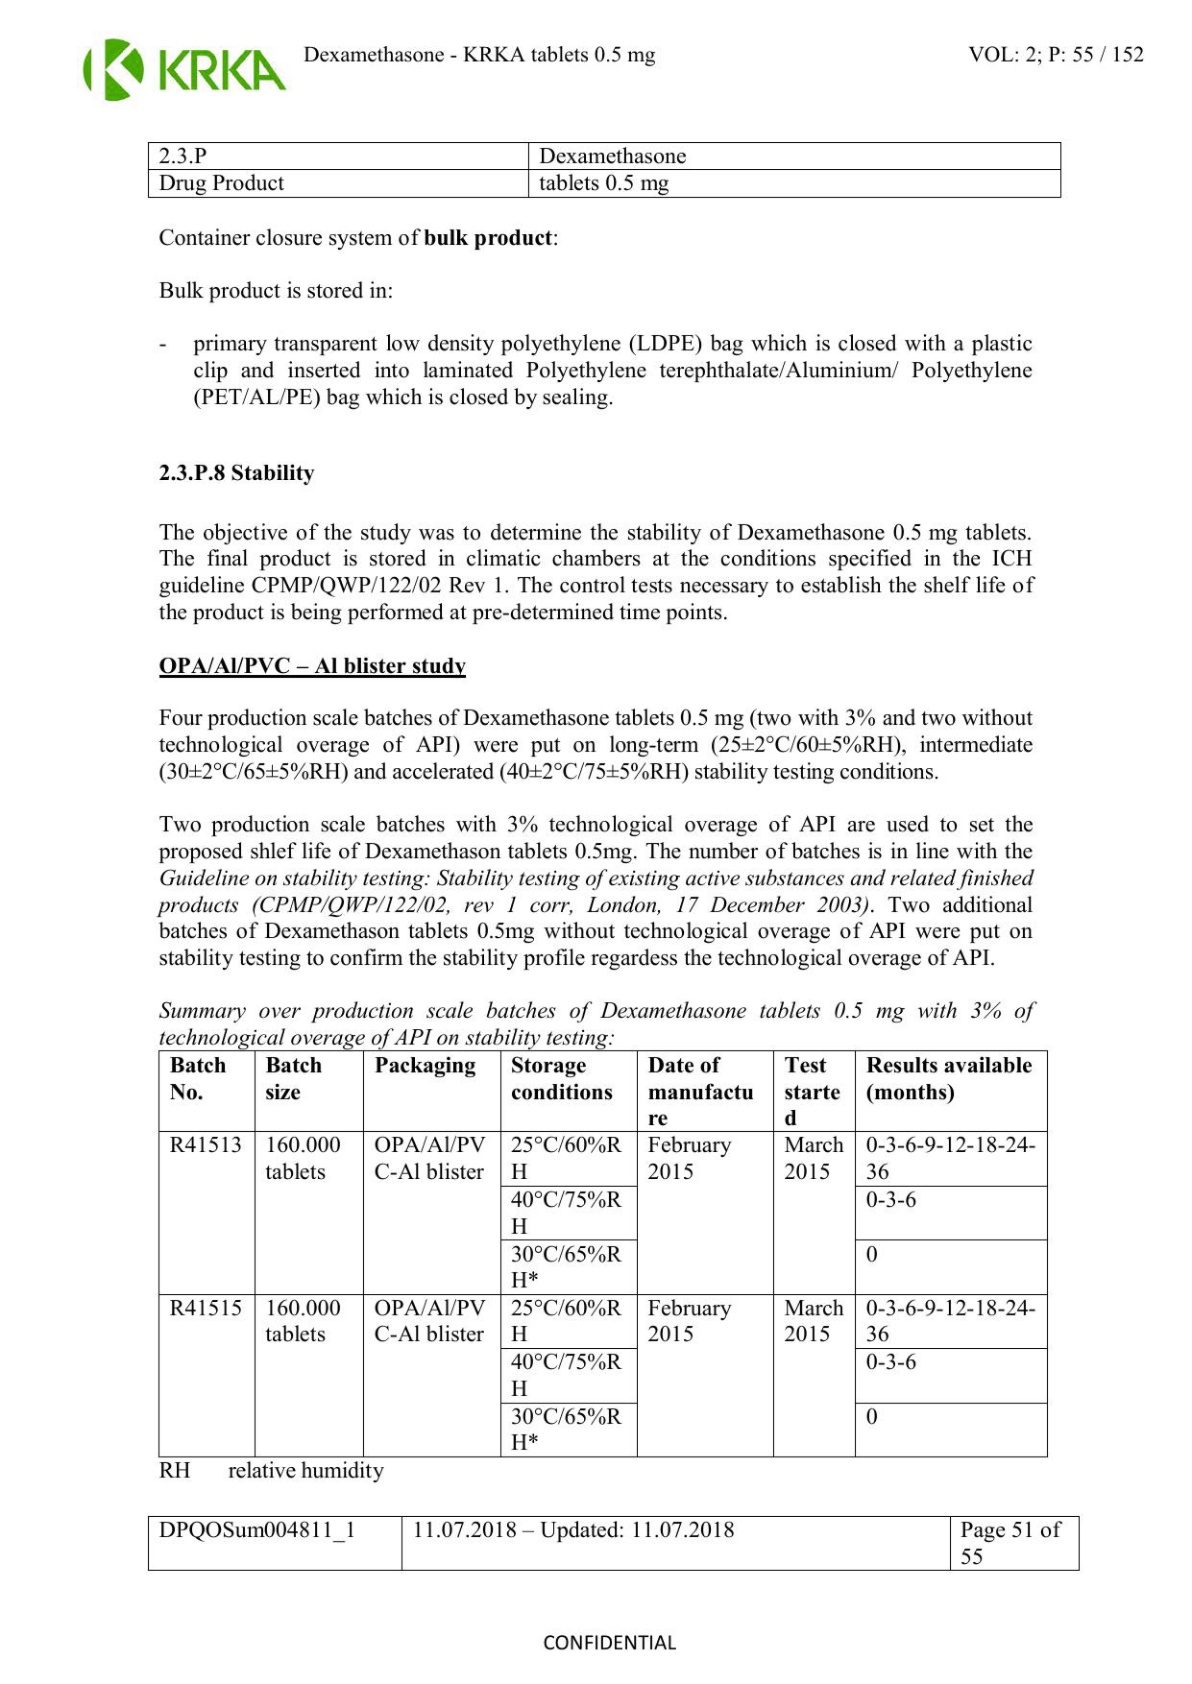 KRKA
Dexamethasone - KRKA tablets 0.5 mg
VOL: 2; P: 55 / 152
2.3.P Dexamethasone
Drug Product tablets 0.5 mg
Container closure system of bulk product:
Bulk product is stored in:
- primary transparent low density polyethylene (LDPE) bag which is closed with a plastic
clip and inserted into laminated Polyethylene terephthalate/Aluminium/ Polyethylene
(PET/AL/PE) bag which is closed by sealing.
2.3.P.8 Stability
The objective of the study was to determine the stability of Dexamethasone 0.5 mg tablets.
The final product is stored in climatic chambers at the conditions specified in the ICH
guideline CPMP/QWP/122/02 Rev 1. The control tests necessary to establish the shelf life of
the product is being performed at pre-determined time points.
OPA/Al/PVC – Al blister study
Four production scale batches of Dexamethasone tablets 0.5 mg (two with 3% and two without
technological overage of API) were put on long-term (25±2°C/60±5%RH), intermediate
(30±2°C/65±5%RH) and accelerated (40±2°C/75±5%RH) stability testing conditions.
Two production scale batches with 3% technological overage of API are used to set the
proposed shlef life of Dexamethason tablets 0.5mg. The number of batches is in line with the
Guideline on stability testing: Stability testing of existing active substances and related finished
products (CPMP/QWP/122/02, rev 1 corr, London, 17 December 2003). Two additional
batches of Dexamethason tablets 0.5mg without technological overage of API were put on
stability testing to confirm the stability profile regardess the technological overage of API.
Summary over production scale batches of Dexamethasone tablets 0.5 mg with 3% of
technological overage of API on stability testing:
Batch Batch Packaging Storage Date of Test Results available
No. size conditions manufactu starte (months)
re d
R41513 160.000 OPA/Al/PV 25°C/60%R February March 0-3-6-9-12-18-24-
tablets C-Al blister H 2015 2015 36
40°C/75%R 0-3-6
H
30°C/65%R 0
H*
R41515 160.000 OPA/Al/PV 25°C/60%R February March 0-3-6-9-12-18-24-
tablets C-Al blister H 2015 2015 36
40°C/75%R 0-3-6
H
30°C/65%R 0
H*
RH relative humidity
DPQOSum004811_1 11.07.2018 – Updated: 11.07.2018 Page 51 of
55
CONFIDENTIAL